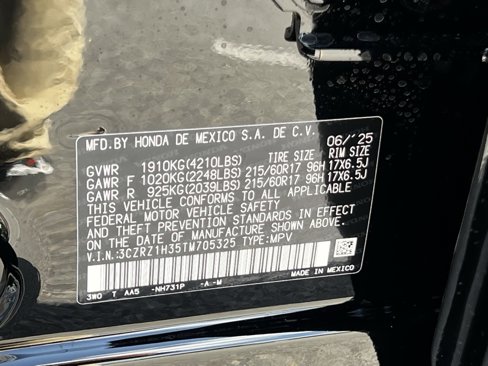 MFD.BY HONDA DE MEXICO S.A. DE C.V. 06/'25
GVWR 1910KG(4210LBS) TIRE SIZE RIM SIZE
GAWR F 1020KG(2248LBS) 215/60R17 96H 17X6.5J
GAWR R 925KG(2039LBS) 215/60R17 96H 17X6.5J
THIS VEHICLE CONFORMS TO ALL APPLICABLE
FEDERAL MOTOR VEHICLE SAFETY
AND THEFT PREVENTION STANDARDS IN EFFECT
ON THE DATE OF MANUFACTURE SHOWN ABOVE.
V.I.N.:3CZRZ1H35TM705325 TYPE:MPV
MADE IN MEXICO
3W0 T AA5 -NH731P -A-M